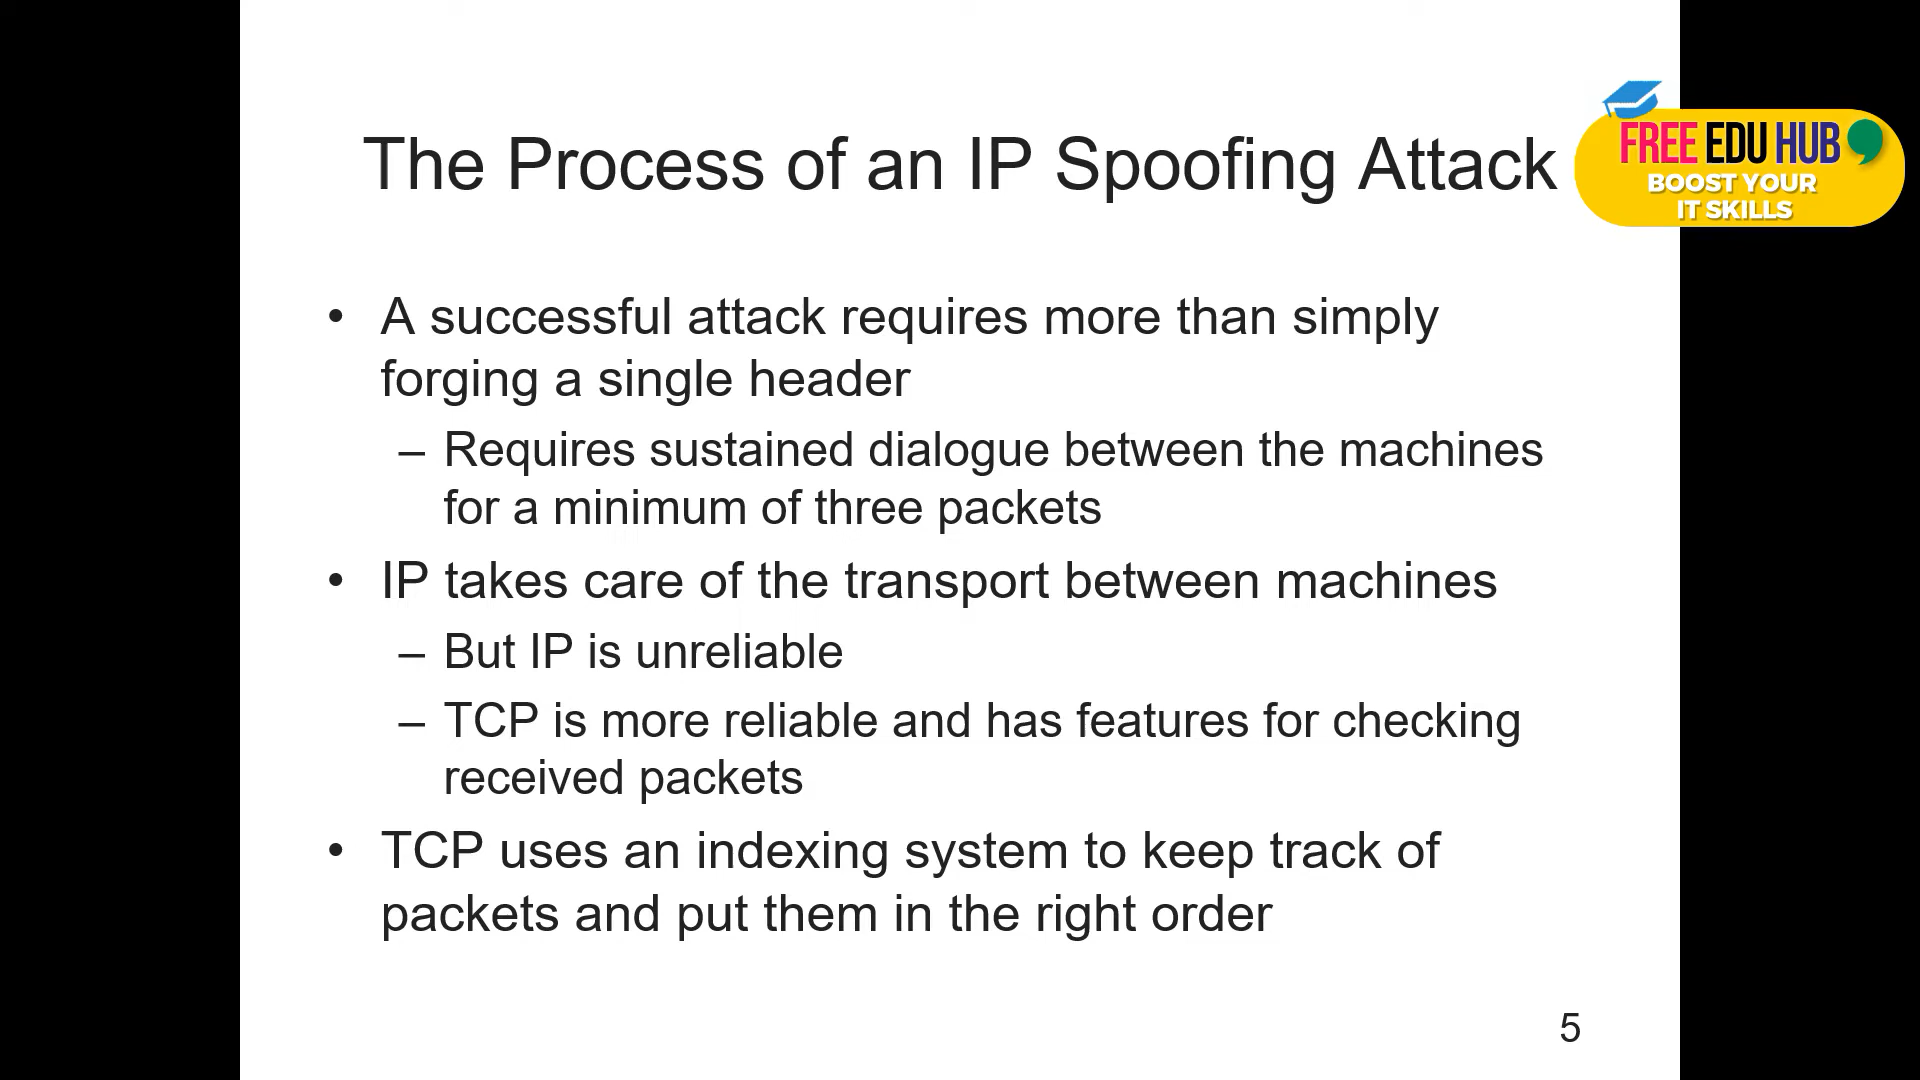 The Process of an IP Spoofing Attack
FREE EDU HUB
BOOST YOUR
IT SKILLS
• A successful attack requires more than simply
forging a single header
– Requires sustained dialogue between the machines
for a minimum of three packets
• IP takes care of the transport between machines
– But IP is unreliable
– TCP is more reliable and has features for checking
received packets
• TCP uses an indexing system to keep track of
packets and put them in the right order
5